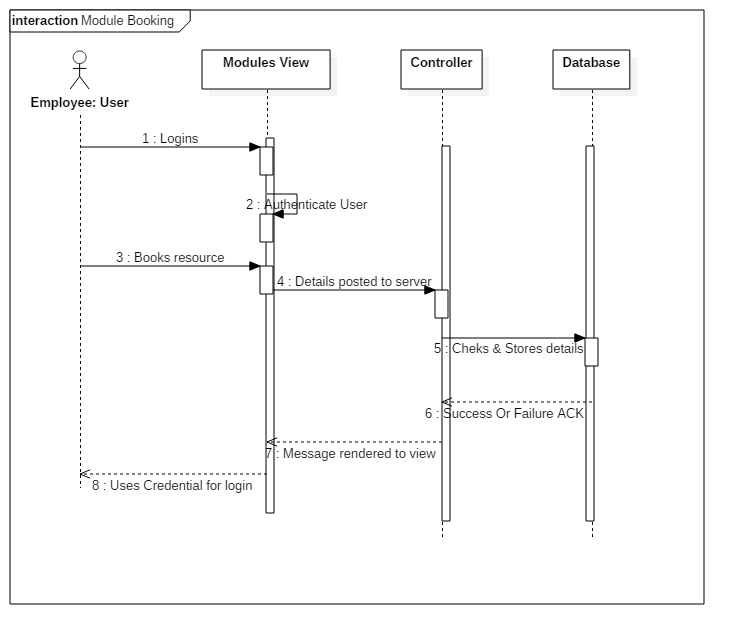 interaction Module Booking
Modules View
Controller
Database
Employee: User
1 : Logins
2 : Authenticate User
3 : Books resource
4 : Details posted to server
5 : Cheks & Stores details
6 : Success Or Failure ACK
7 : Message rendered to view
8 : Uses Credential for login